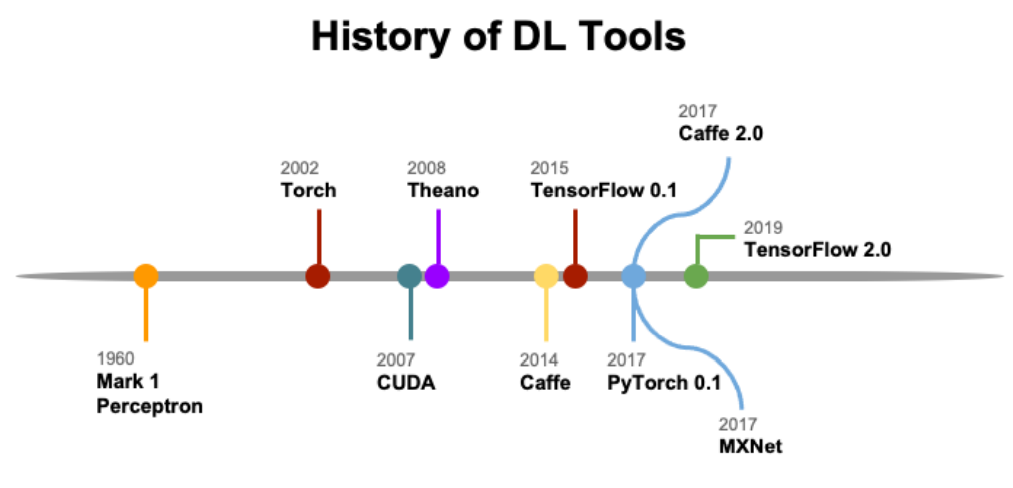 History of DL Tools
2017
Caffe 2.0
2002
Torch
2008
Theano
2015
TensorFlow 0.1
2019
TensorFlow 2.0
1960
Mark 1
Perceptron
2007
CUDA
2014
Caffe
2017
PyTorch 0.1
2017
MXNet